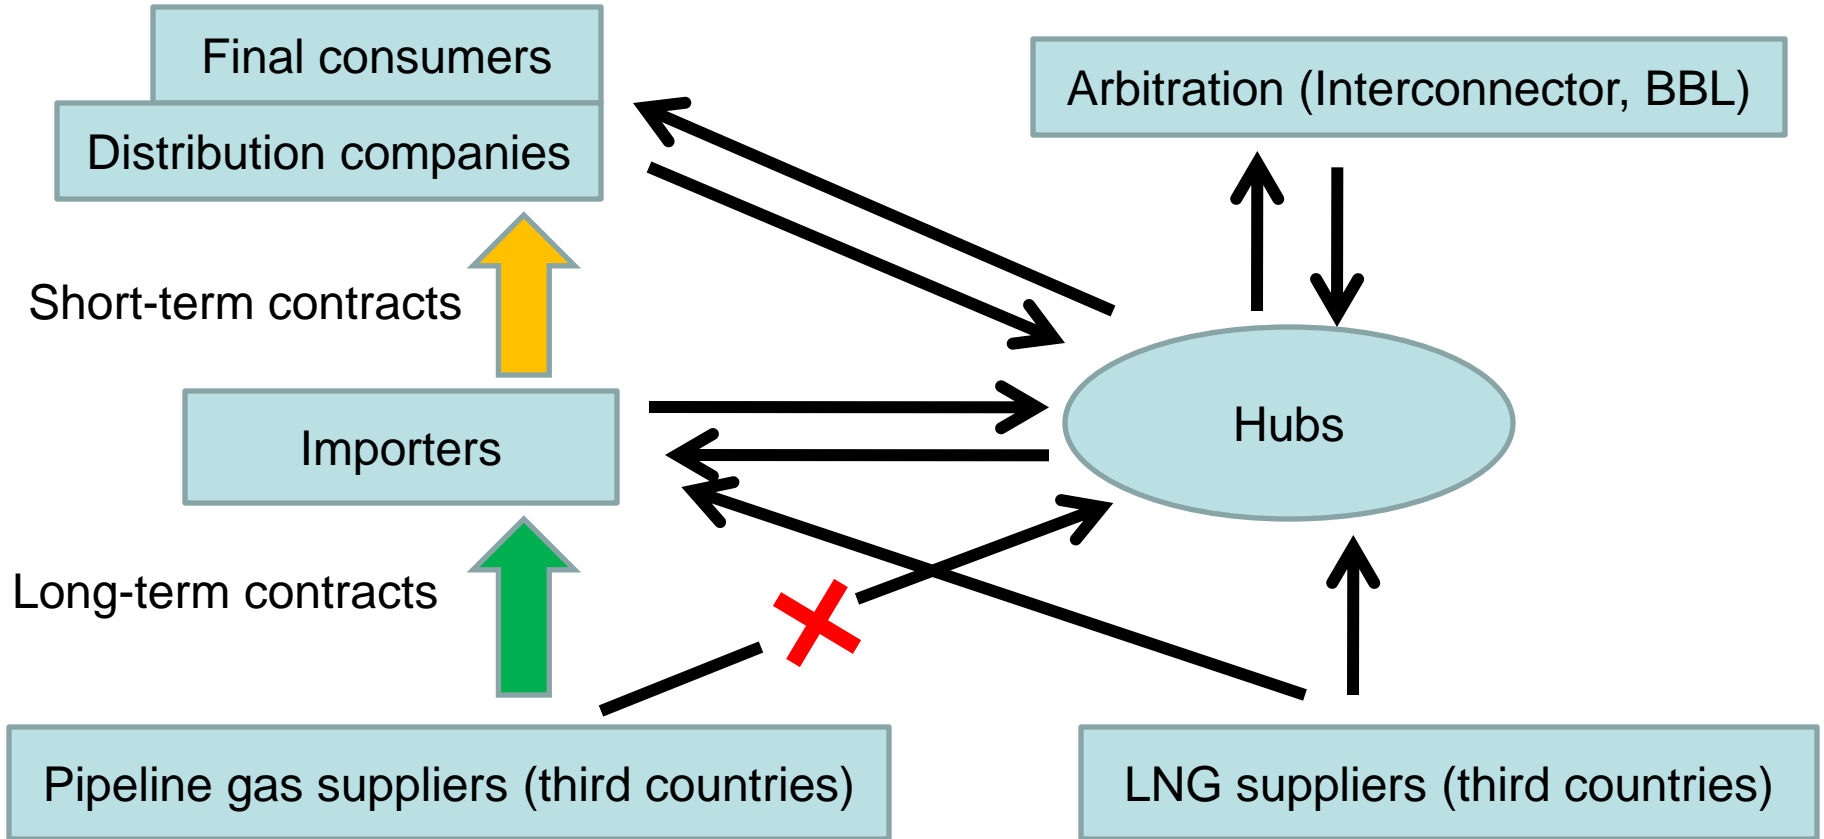 Final consumers
Arbitration (Interconnector, BBL)
Distribution companies
Short-term contracts
Hubs
Importers
Long-term contracts
Pipeline gas suppliers (third countries)
LNG suppliers (third countries)